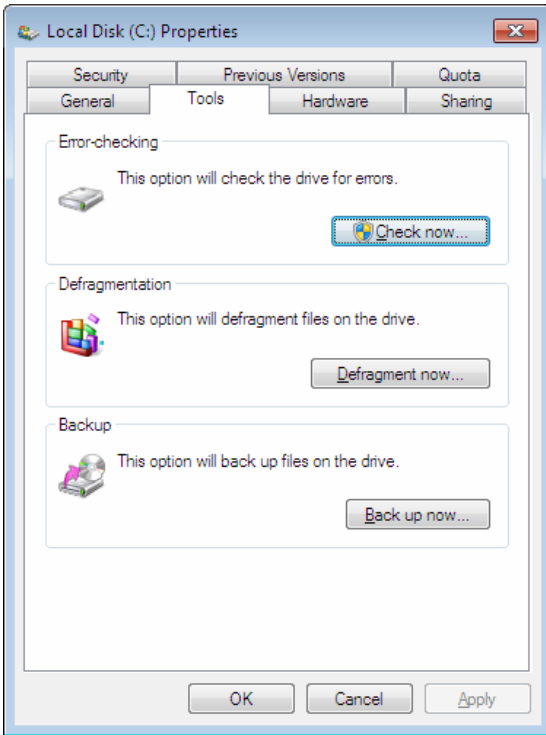 Local Disk (C:) Properties
Security Previous Versions Quota
General Tools Hardware Sharing
Error-checking
This option will check the drive for errors.
Check now...
Defragmentation
This option will defragment files on the drive.
Defragment now...
Backup
This option will back up files on the drive.
Back up now...
OK Cancel Apply